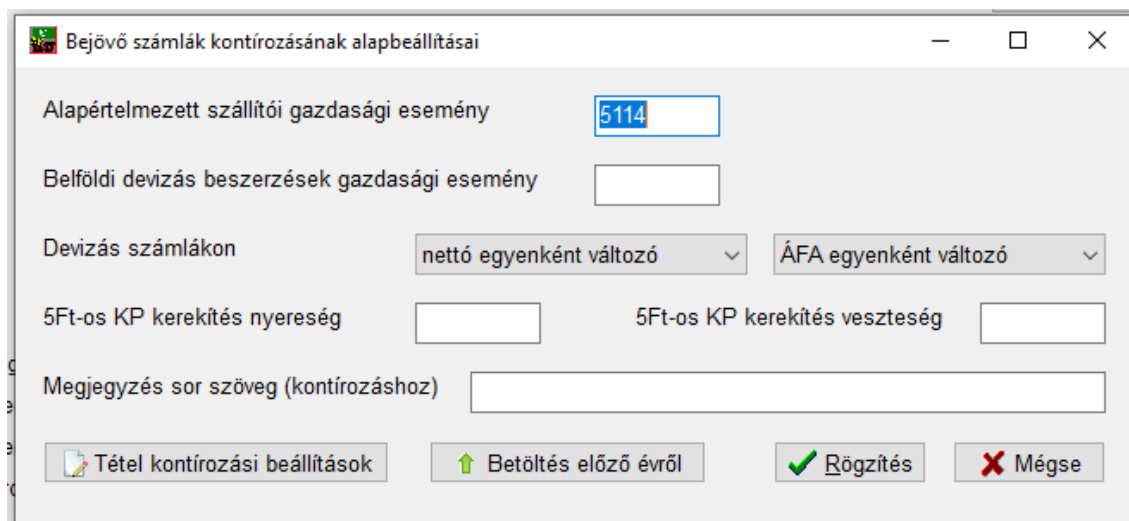 Bejövő számlák kontírozásának alapbeállításai
Alapértelmezett szállítói gazdasági esemény 5114
Belföldi devizás beszerzések gazdasági esemény
Devizás számlákon nettó egyenként változó ÁFA egyenként változó
5Ft-os KP kerekítés nyereség 5Ft-os KP kerekítés veszteség
Megjegyzés sor szöveg (kontírozáshoz)
Tétel kontírozási beállítások Betöltés előző évről Rögzítés Mégse